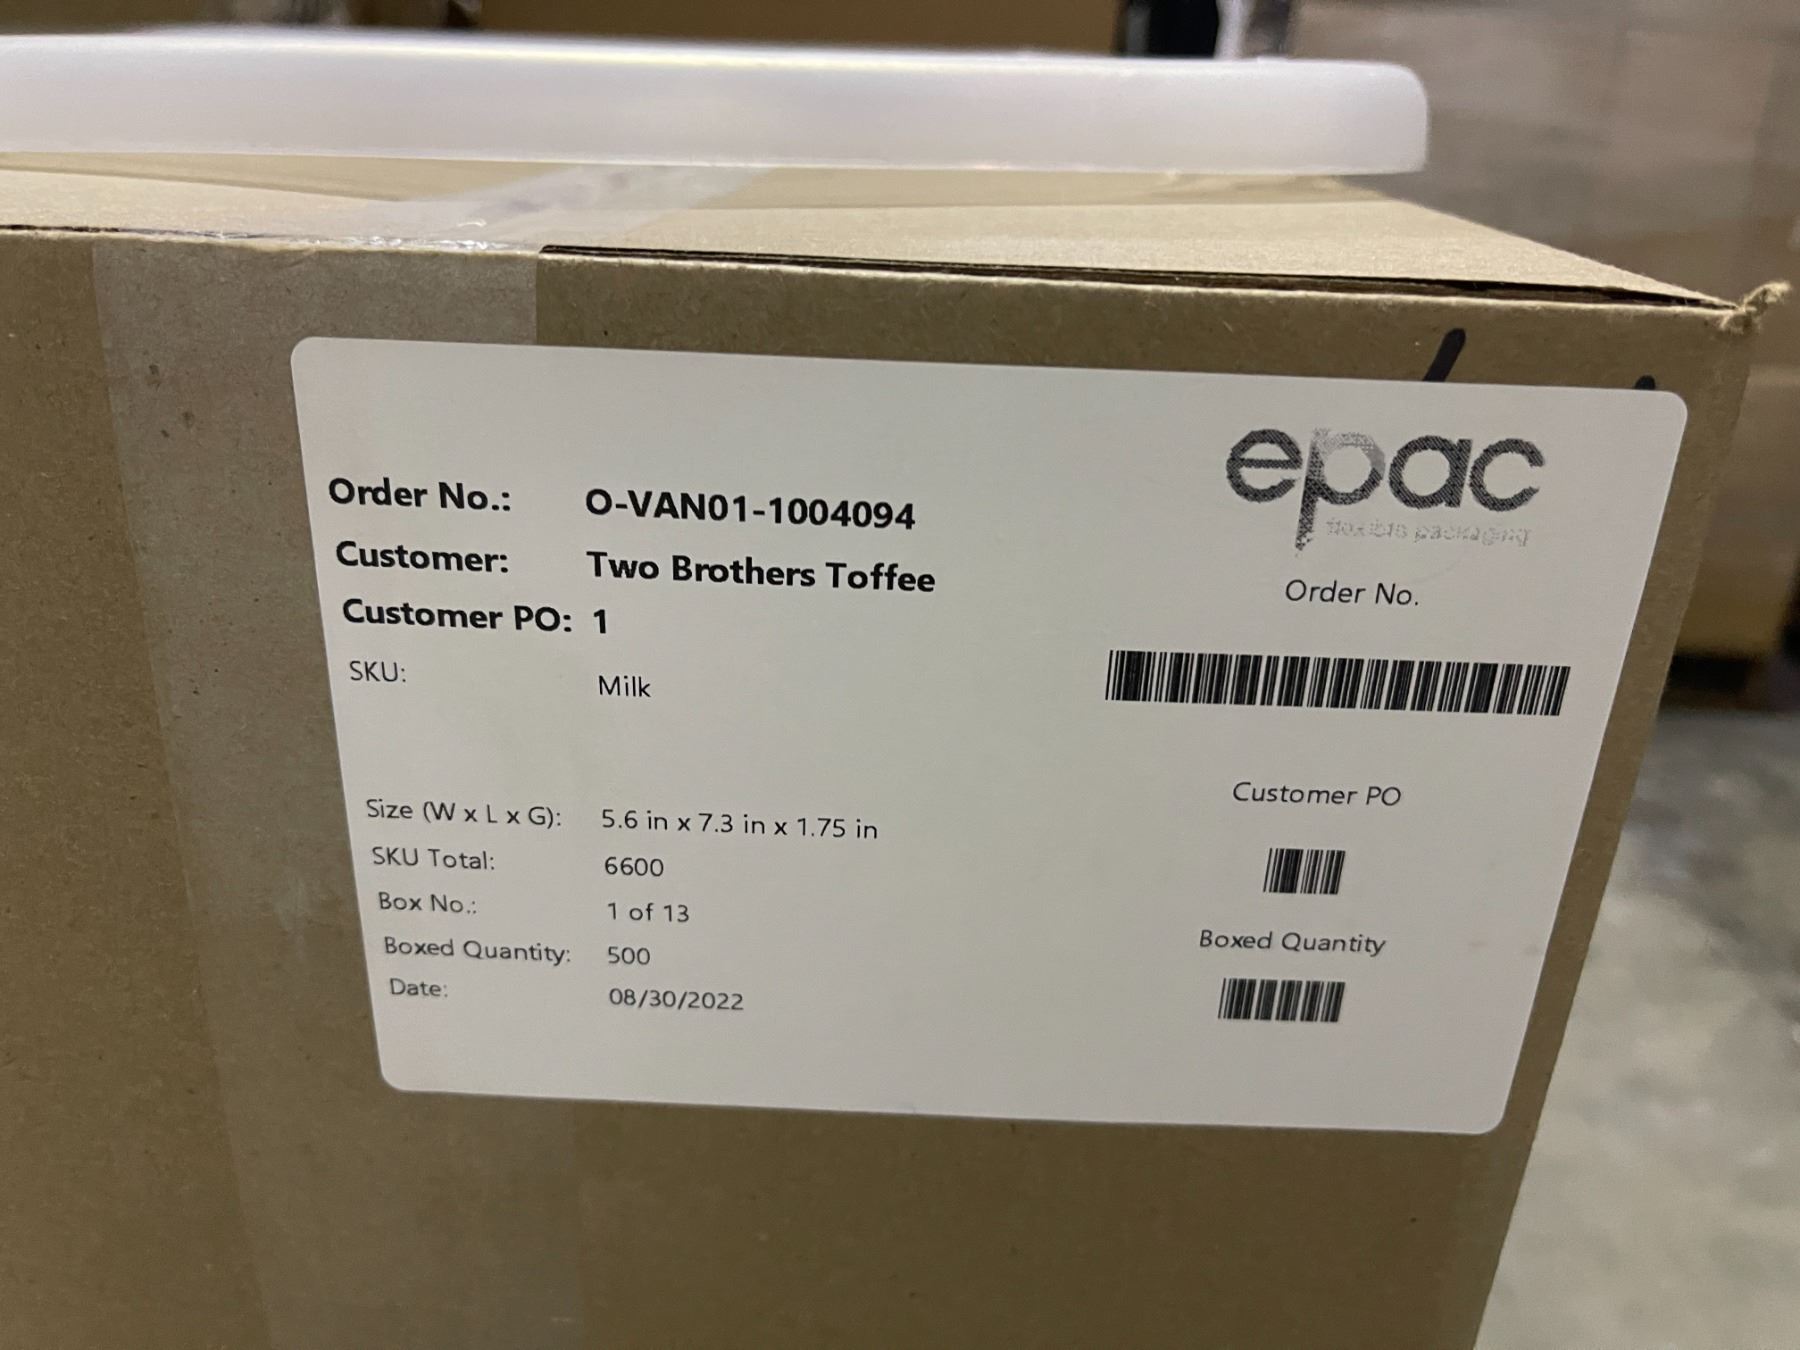 epac
flexible packaging
Order No.: O-VAN01-1004094
Customer: Two Brothers Toffee
Customer PO: 1
SKU: Milk
Size (W x L x G): 5.6 in x 7.3 in x 1.75 in
SKU Total: 6600
Box No.: 1 of 13
Boxed Quantity: 500
Date: 08/30/2022
Order No.
Customer PO
Boxed Quantity